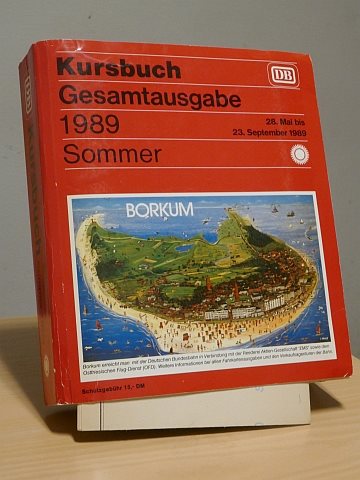 Kursbuch
DB
Gesamtausgabe
1989
28. Mai bis
23. September 1989
Sommer
BORKUM
Borkum erreicht man: mit der Deutschen Bundesbahn in Verbindung mit der Reederei Aktien-Gesellschaft "EMS" sowie dem
Ostfriesischen Flug-Dienst (OFD). Weitere Informationen bei allen Fahrkartenausgaben und den Verkaufsagenturen der Bahn.
Schutzgebühr 15,- DM